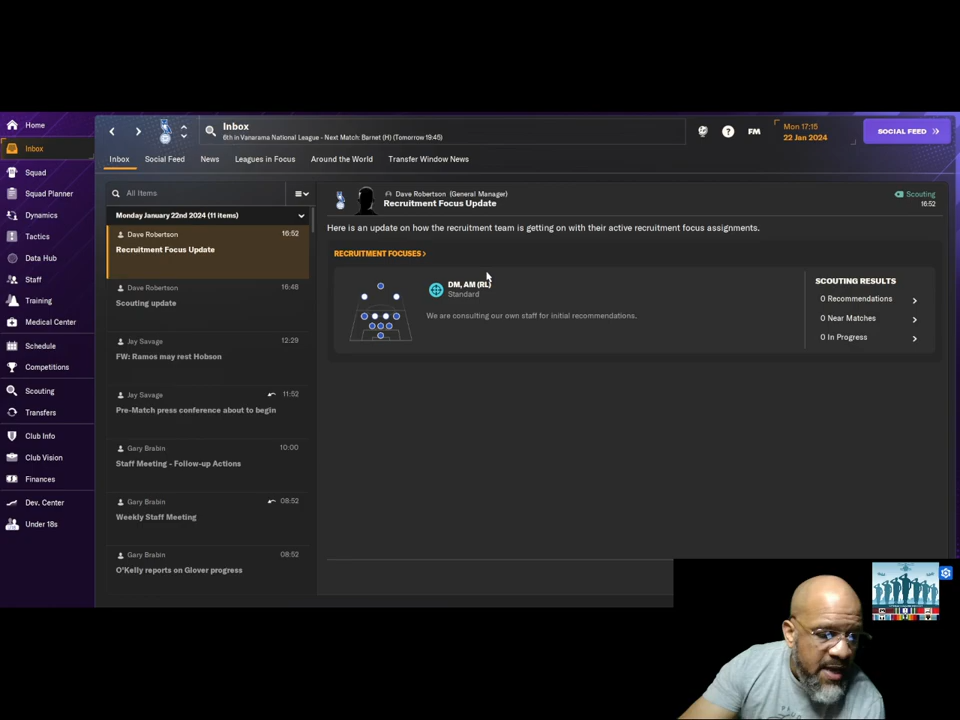 Home
Inbox
Squad
Squad Planner
Dynamics
Tactics
Data Hub
Staff
Training
Medical Center
Schedule
Competitions
Scouting
Transfers
Club Info
Club Vision
Finances
Dev. Center
Under 18s
Inbox
6th in Vanarama National League - Next Match: Barnet (H) (Tomorrow 19:45)
FM
Mon 17:15
22 Jan 2024
SOCIAL FEED
Inbox
Social Feed
News
Leagues in Focus
Around the World
Transfer Window News
All Items
Monday January 22nd 2024 (11 items)
Dave Robertson 16:52
Recruitment Focus Update
Dave Robertson 16:48
Scouting update
Jay Savage 12:29
FW: Ramos may rest Hobson
Jay Savage 11:52
Pre-Match press conference about to begin
Gary Brabin 10:00
Staff Meeting - Follow-up Actions
Gary Brabin 08:52
Weekly Staff Meeting
Gary Brabin 08:52
O'Kelly reports on Glover progress
Dave Robertson (General Manager)
Recruitment Focus Update
Scouting
16:52
Here is an update on how the recruitment team is getting on with their active recruitment focus assignments.
RECRUITMENT FOCUSES
DM, AM (RL)
Standard
We are consulting our own staff for initial recommendations.
SCOUTING RESULTS
0 Recommendations
0 Near Matches
0 In Progress